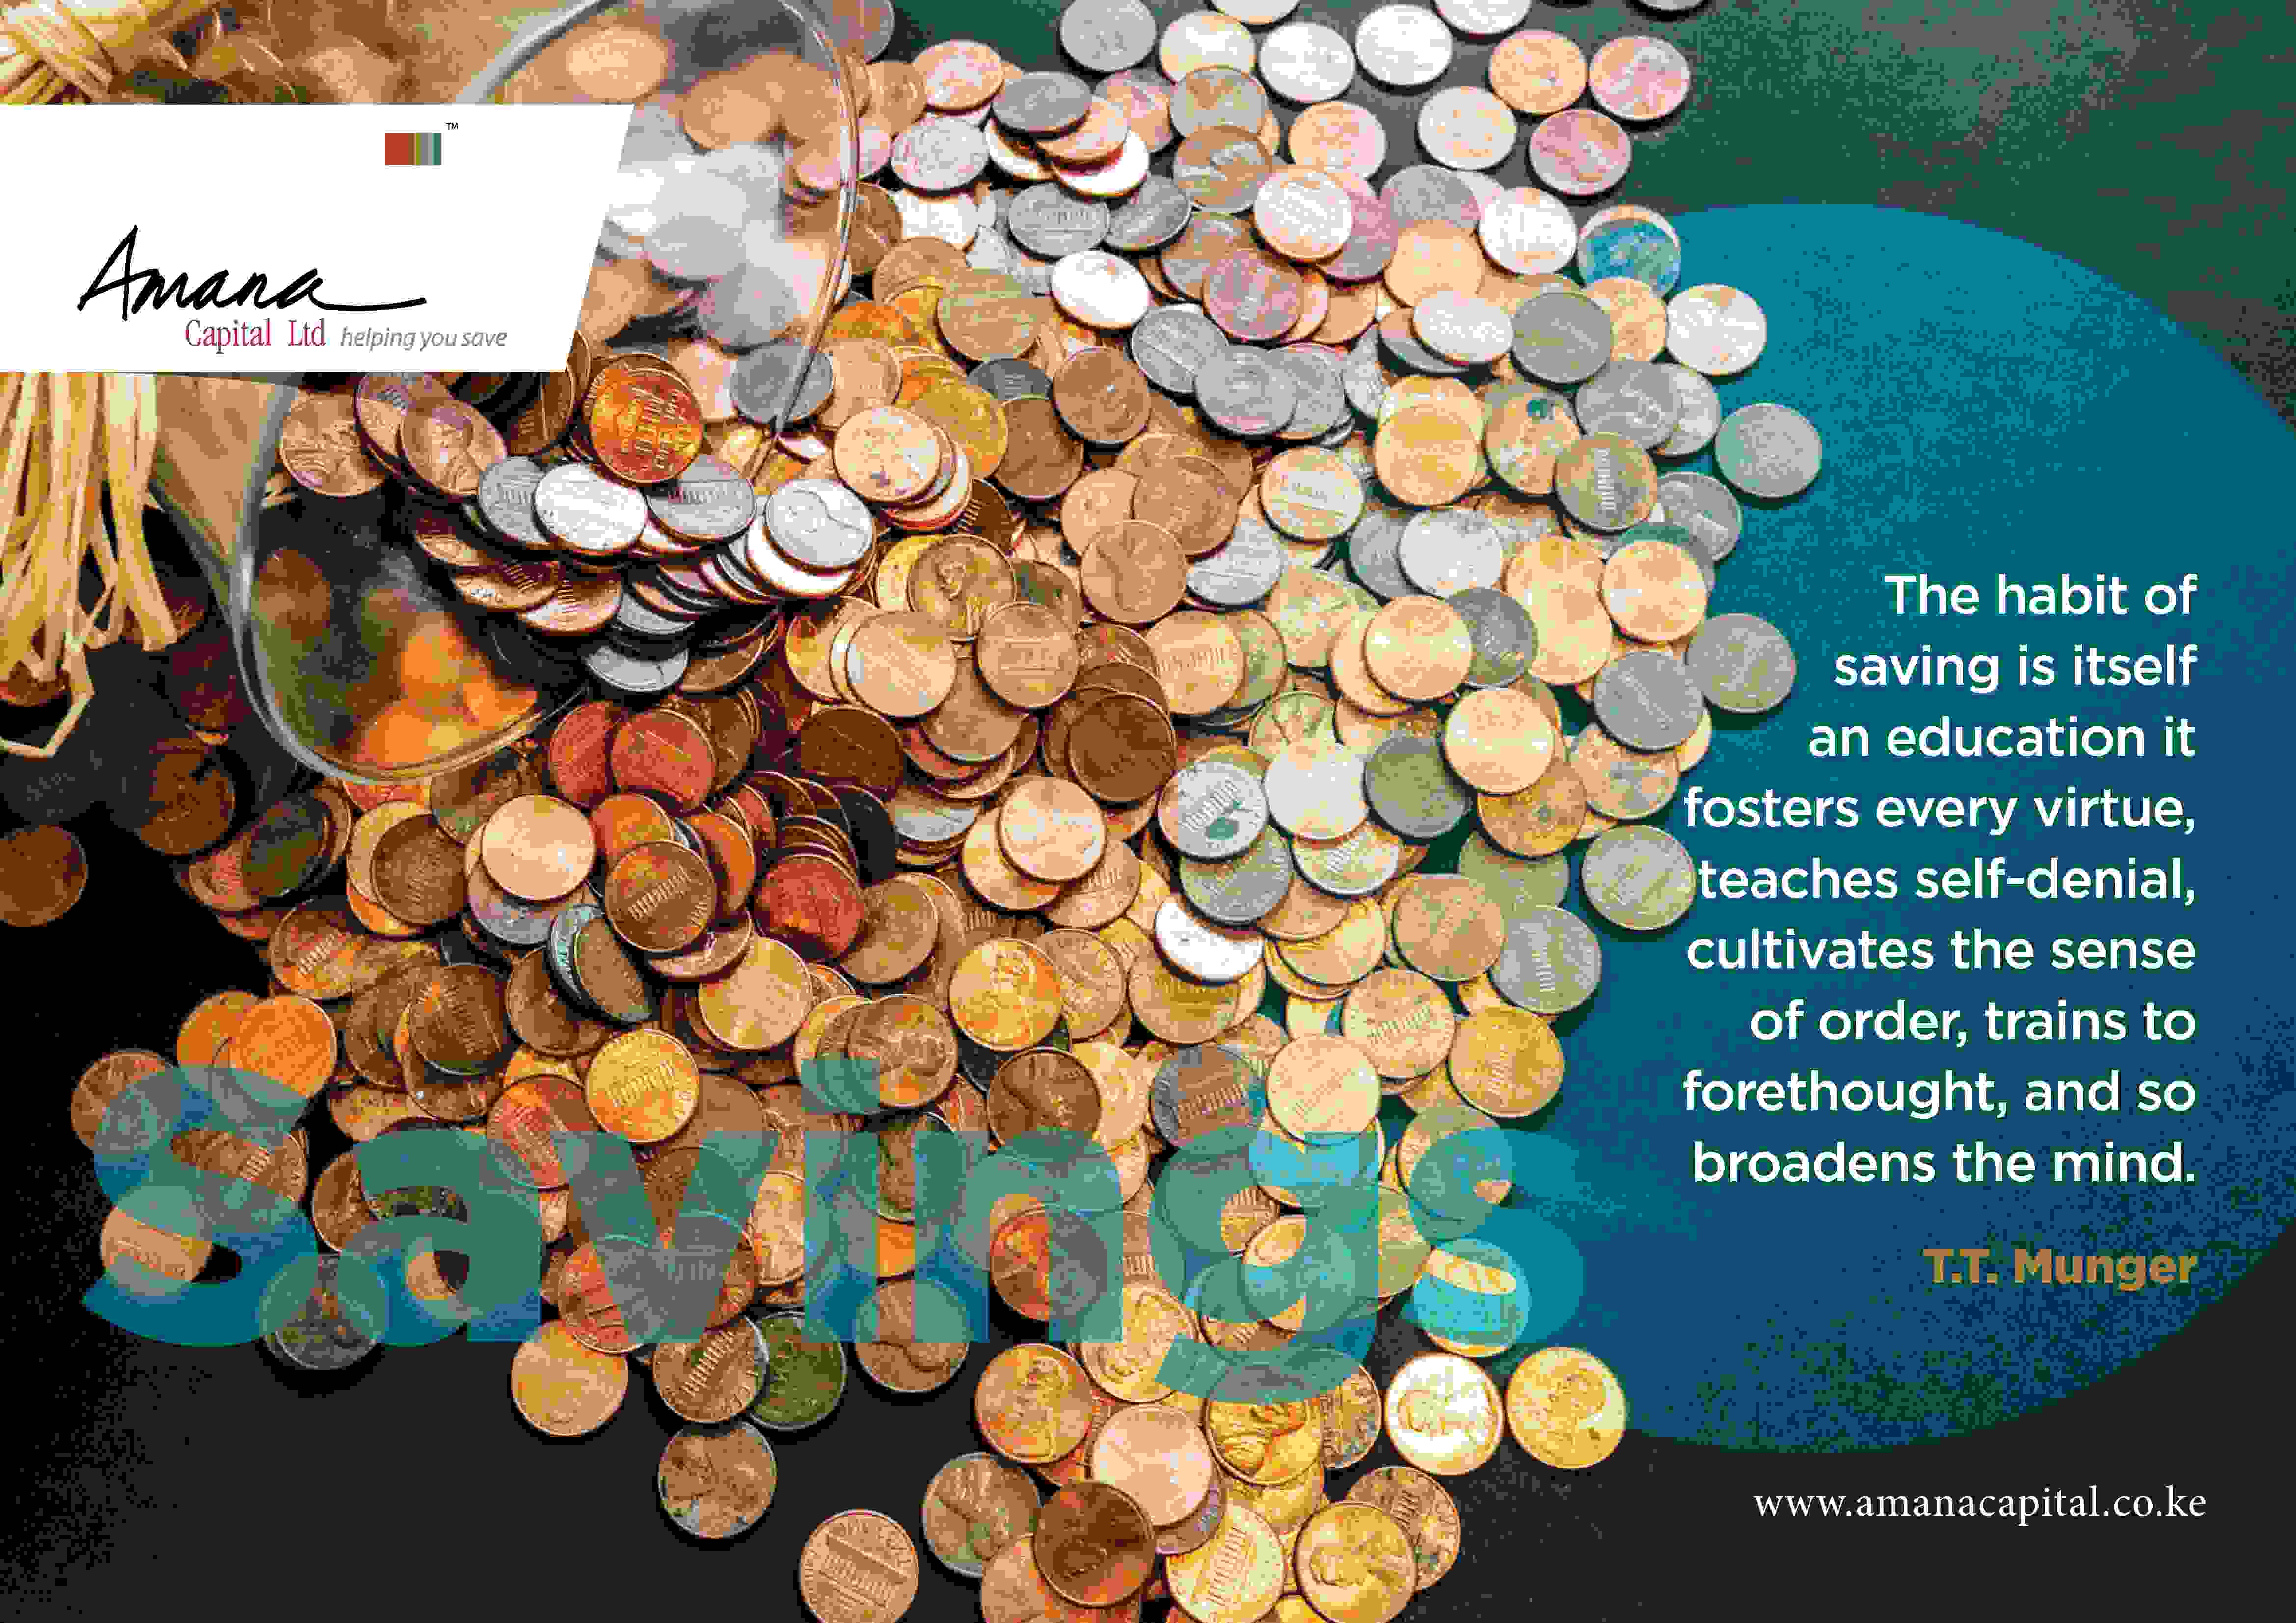 ™
Amana
Capital Ltd helping you save
The habit of
saving is itself
an education it
fosters every virtue,
teaches self-denial,
cultivates the sense
of order, trains to
forethought, and so
broadens the mind.
T.T. Munger
Savings
www.amanacapital.co.ke